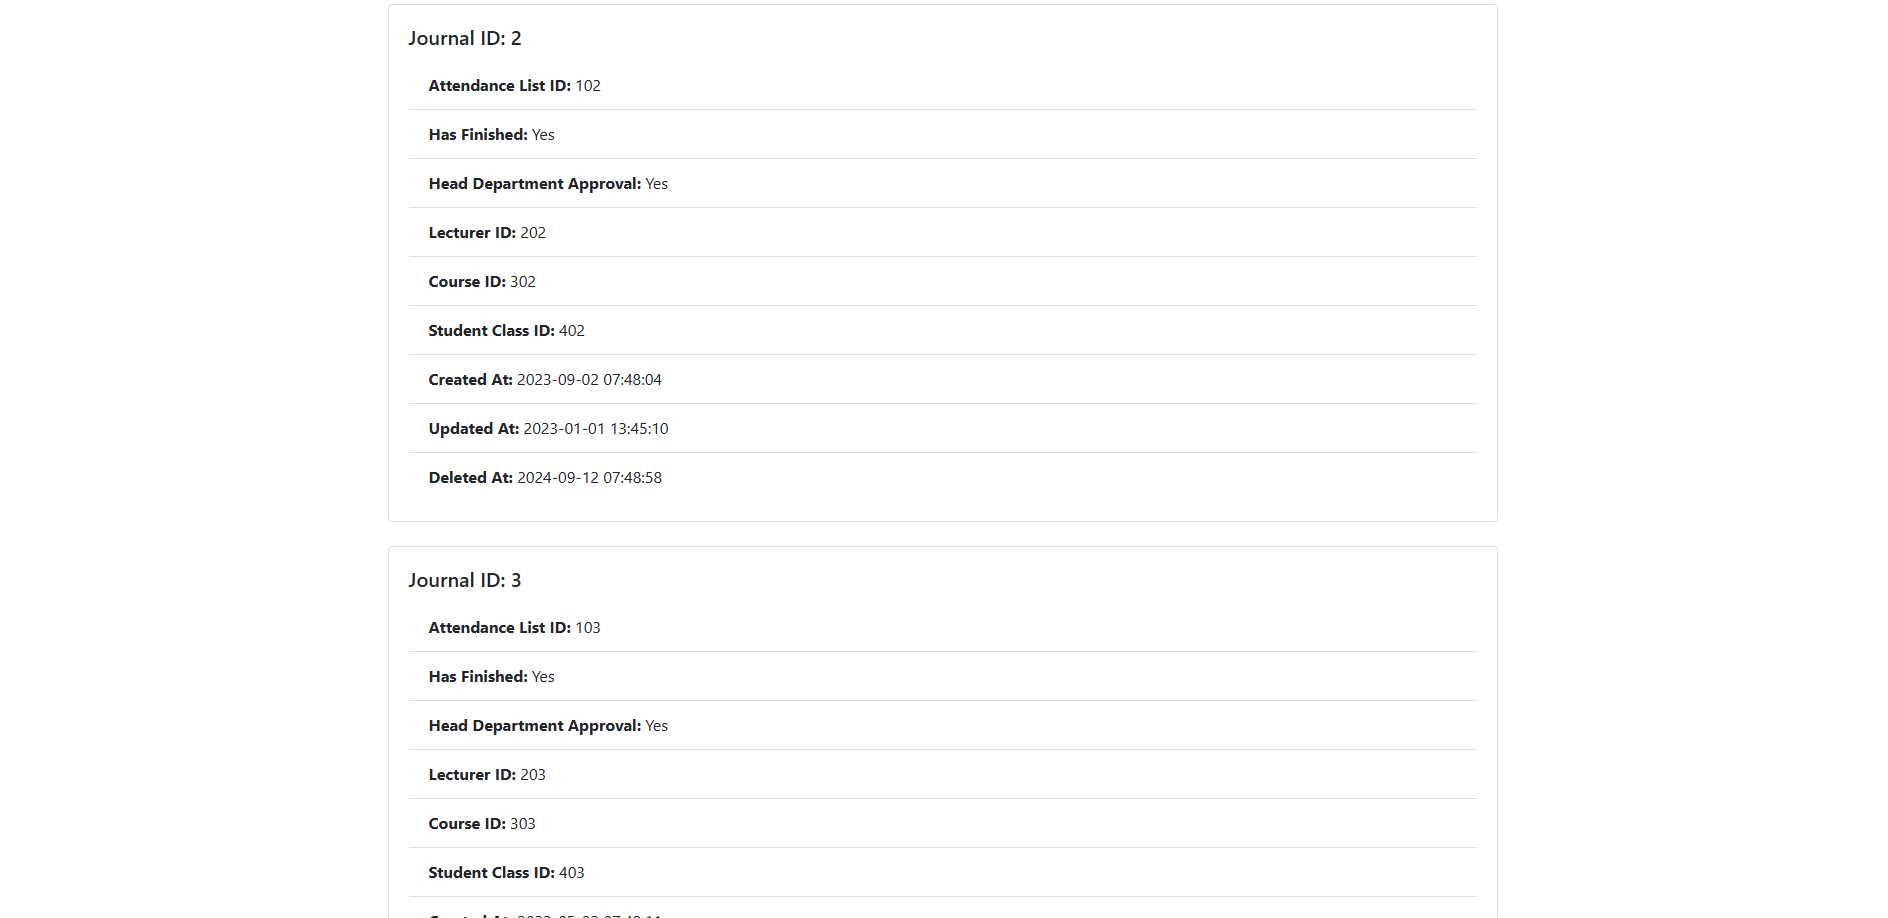 Journal ID: 2
Attendance List ID: 102
Has Finished: Yes
Head Department Approval: Yes
Lecturer ID: 202
Course ID: 302
Student Class ID: 402
Created At: 2023-09-02 07:48:04
Updated At: 2023-01-01 13:45:10
Deleted At: 2024-09-12 07:48:58
Journal ID: 3
Attendance List ID: 103
Has Finished: Yes
Head Department Approval: Yes
Lecturer ID: 203
Course ID: 303
Student Class ID: 403
Created At: